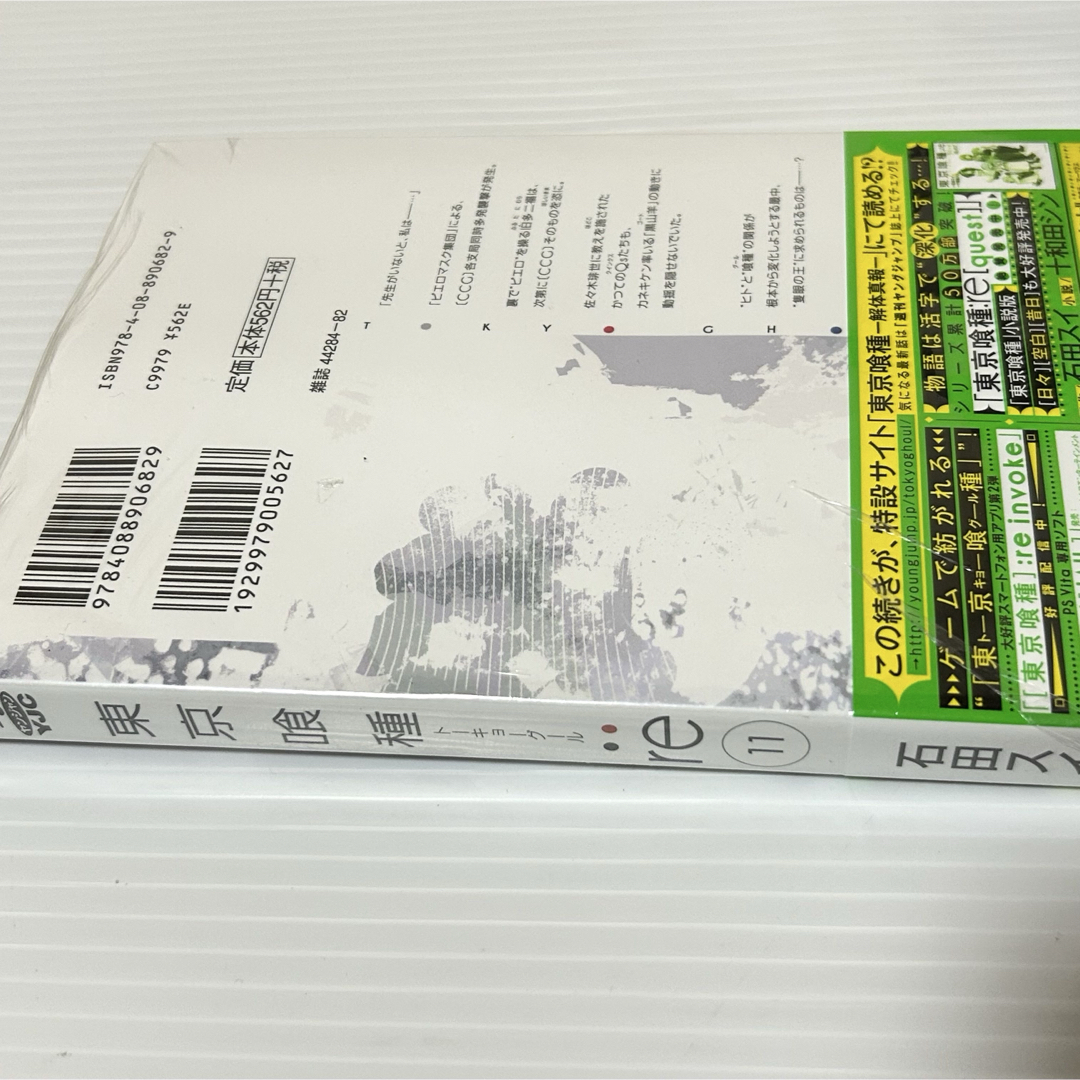 ISBN978-4-08-890682-9
C9979 ¥562E
定価 本体562円+税
雑誌 44284-82
9784088906829
1929979005627
「先生がいないと、私は———」
「ピエロマスク集団」による、
〔CCG〕各支局同時多発襲撃が発生。
裏で“ピエロ”を操る旧多二福は、
次第に〔CCG〕そのものを恣に。
佐々木琲世に教えを施された
かつてのQsたちも、
カネキケン率いる「黒山羊」の動きに
動揺を隠せないでいた。
“ヒト”と“喰種”の関係が
根本から変化しようとする最中、
“隻眼の王”に求められるものは———?
T ● K Y ● G H ●
この続きが、特設サイト「東京喰種—解体真報—」にて読める!?
→http://youngjump.jp/tokyoghoul/
気になる最新話は「週刊ヤングジャンプ」誌上にてチェック!!
物語は活字で“深化”する…!
シリーズ累計50万部突破!
「東京喰種:re[quest]」
「東京喰種」小説版
[日々][空白][昔日]も大好評発売中!
小説/十和田シン
石田スイ
ゲームで紡がれる
“「東京喰種」”!
トーキョーグール
大好評スマートフォン用アプリ第2弾
「東京喰種」:re invoke」
好評配信中!
PS Vita 専用ソフト
YJC
東京喰種
トーキョーグール
:re
11
石田スイ